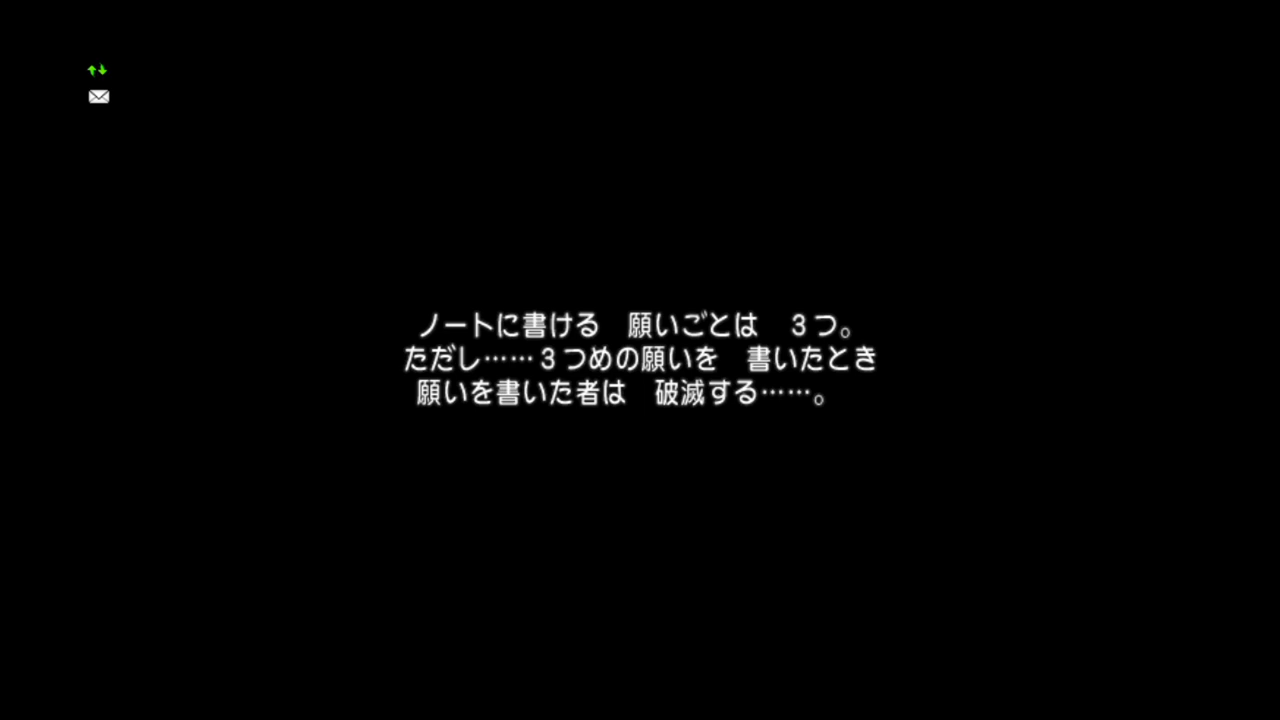 ノートに書ける　願いごとは　３つ。
ただし……３つめの願いを　書いたとき
願いを書いた者は　破滅する……。